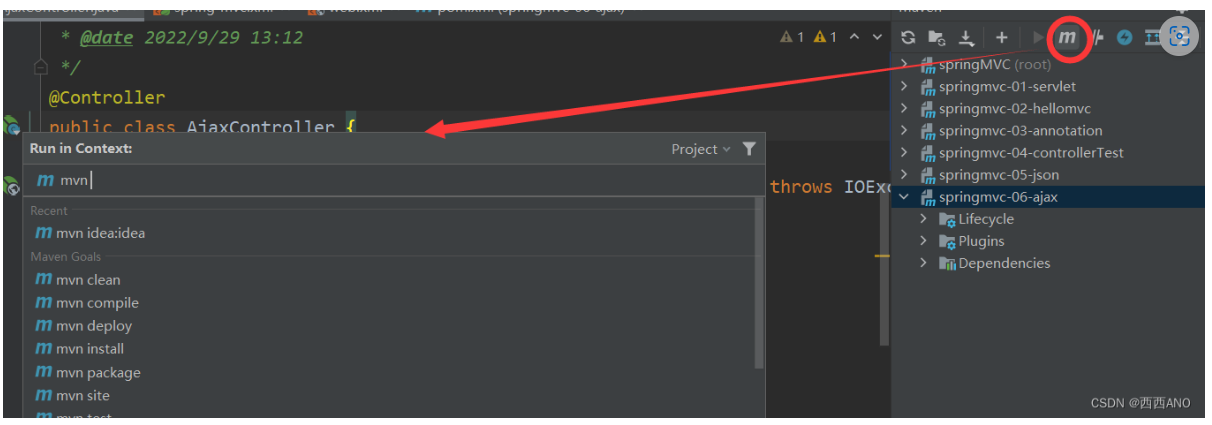 * @date 2022/9/29 13:12
*/
@Controller
public class AjaxController {
throws IOExc
1 1
Run in Context:
Project
mvn
Recent
mvn idea:idea
Maven Goals
mvn clean
mvn compile
mvn deploy
mvn install
mvn package
mvn site
mvn test
springMVC (root)
springmvc-01-servlet
springmvc-02-hellomvc
springmvc-03-annotation
springmvc-04-controllerTest
springmvc-05-json
springmvc-06-ajax
Lifecycle
Plugins
Dependencies
CSDN @西西ANO